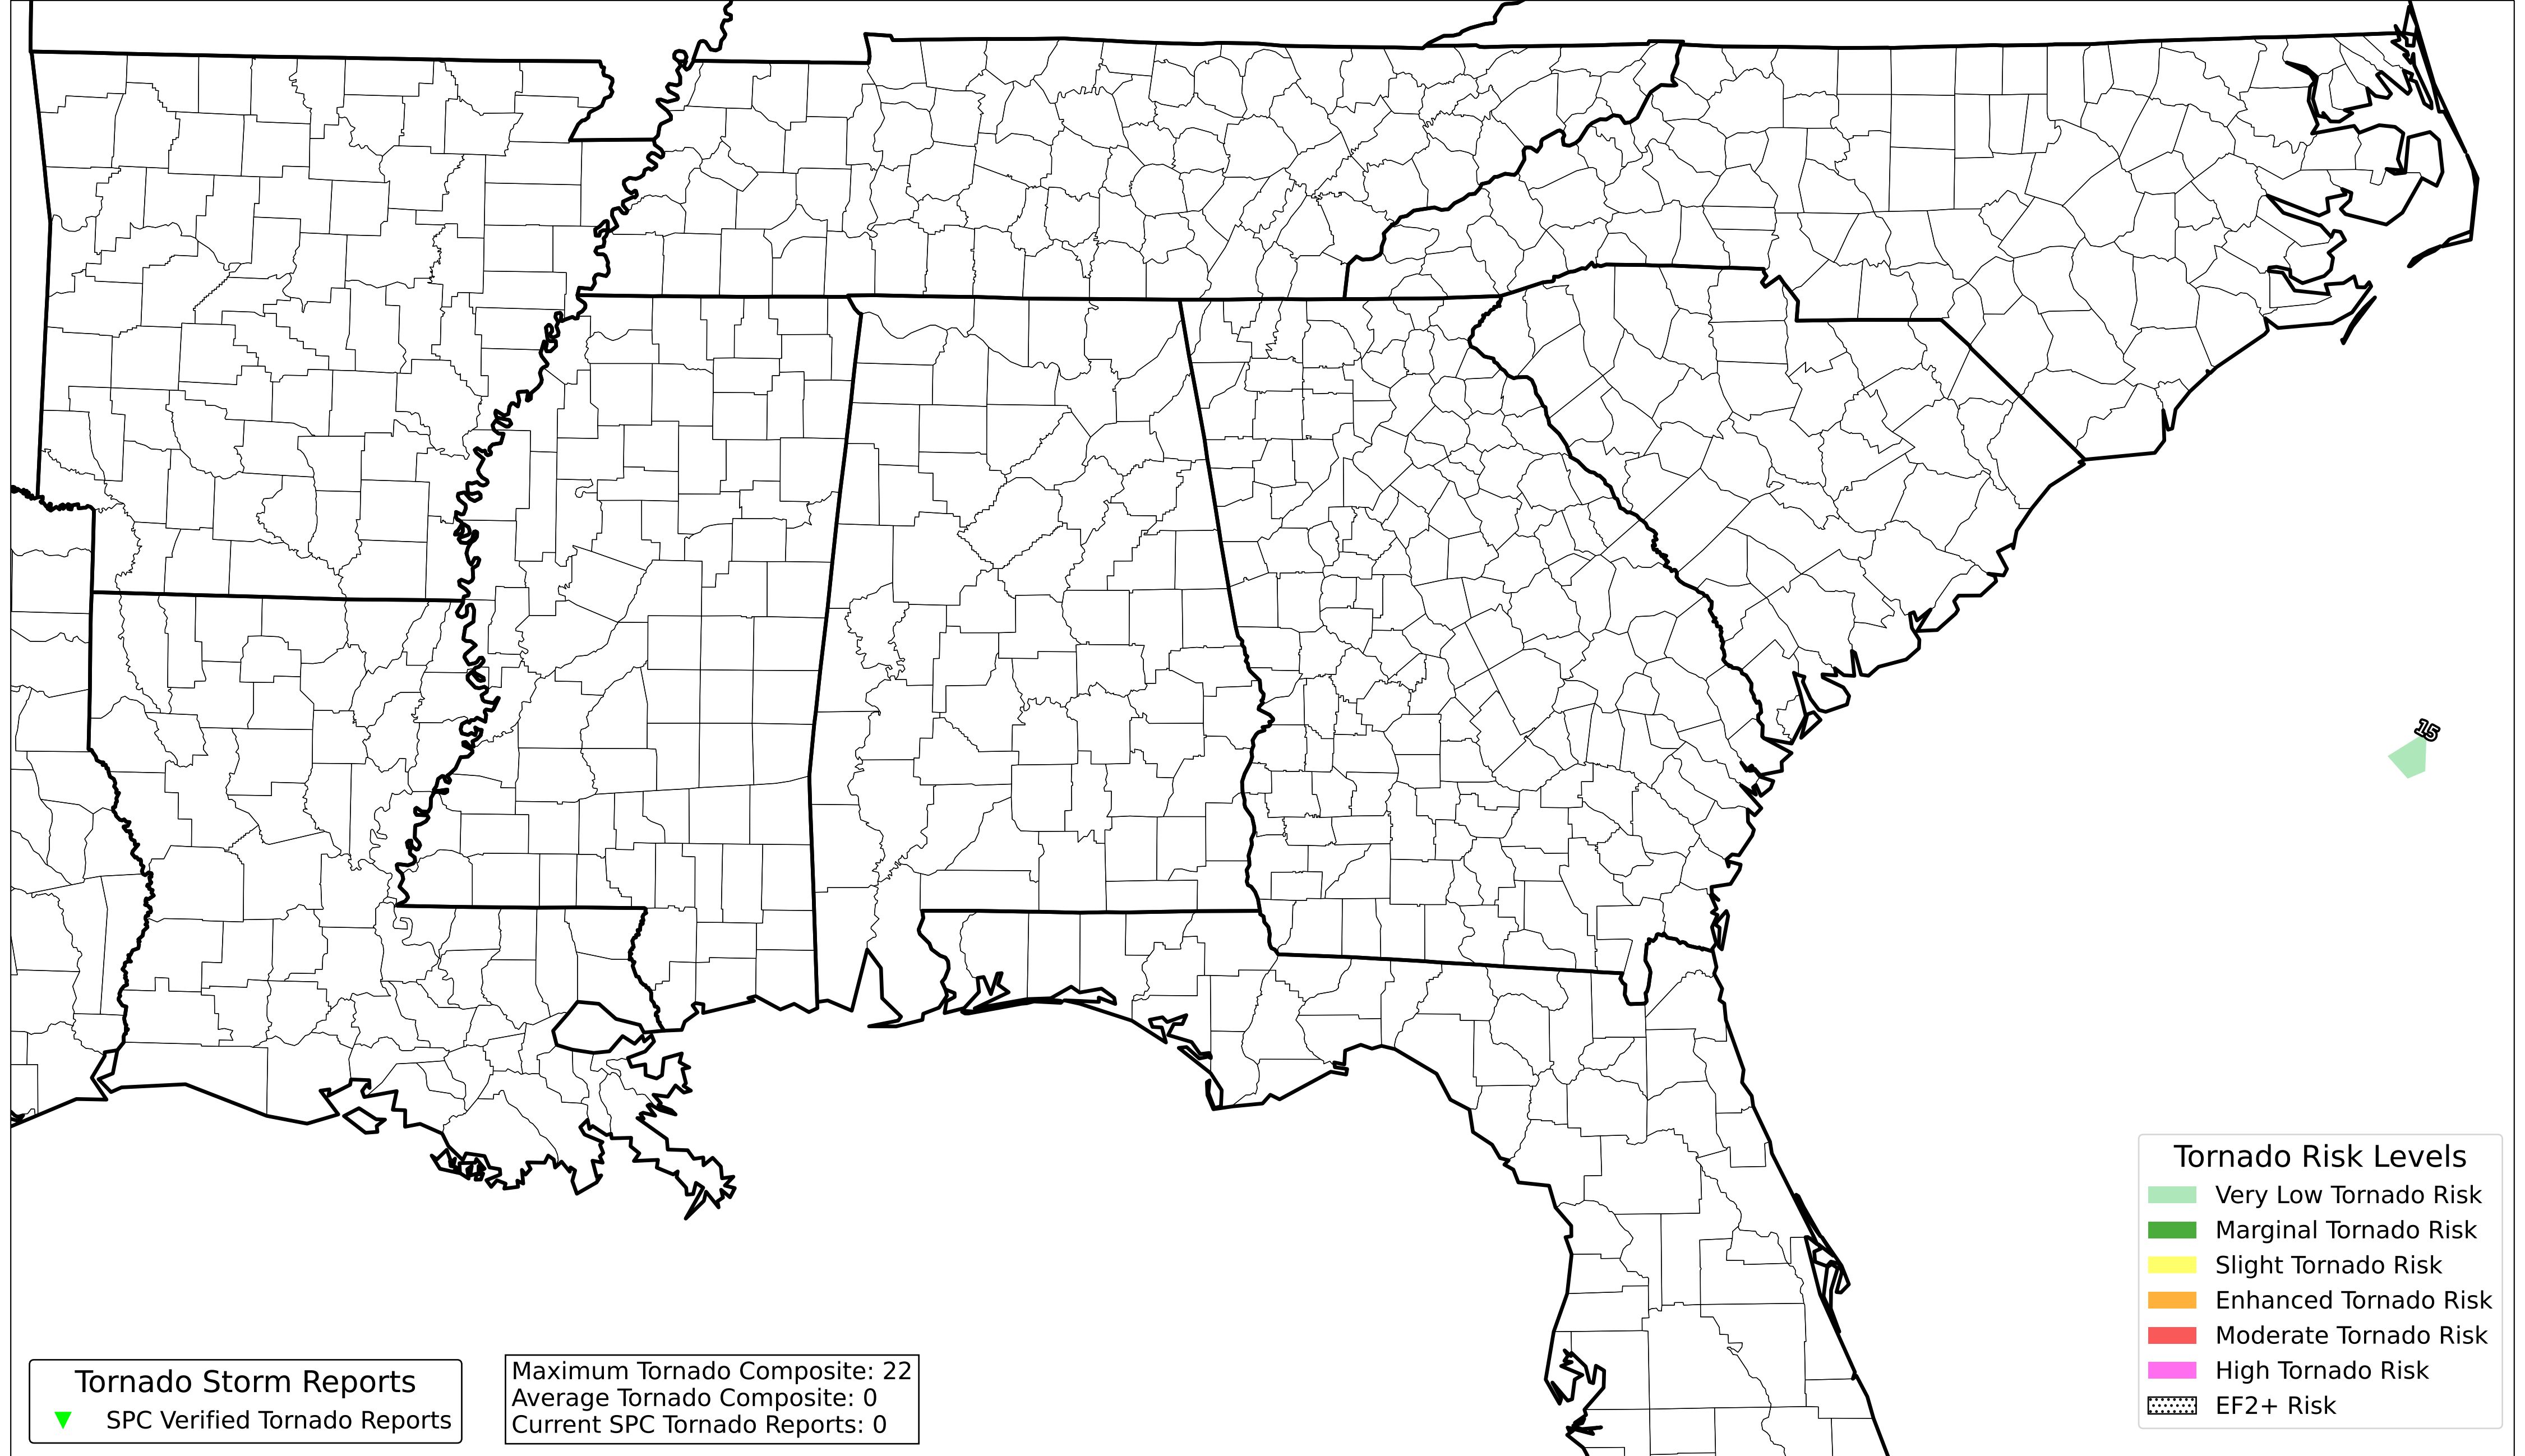 15
Tornado Risk Levels
Very Low Tornado Risk
Marginal Tornado Risk
Slight Tornado Risk
Enhanced Tornado Risk
Moderate Tornado Risk
High Tornado Risk
EF2+ Risk
Tornado Storm Reports
SPC Verified Tornado Reports
Maximum Tornado Composite: 22
Average Tornado Composite: 0
Current SPC Tornado Reports: 0